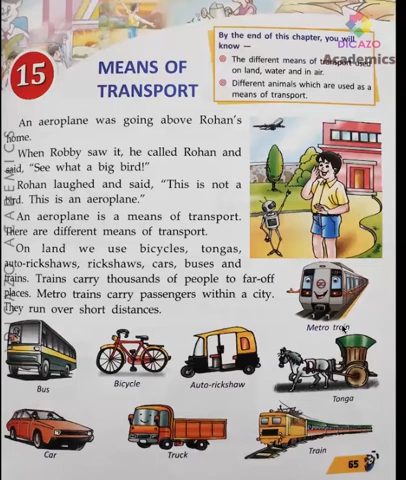 15
MEANS OF
TRANSPORT
By the end of this chapter, you will
know —
The different means of transport used
on land, water and in air.
Different animals which are used as a
means of transport.
DICAZO
Academics
An aeroplane was going above Rohan's
home.
When Robby saw it, he called Rohan and
said, "See what a big bird!"
Rohan laughed and said, "This is not a
bird. This is an aeroplane."
An aeroplane is a means of transport.
There are different means of transport.
On land we use bicycles, tongas,
auto-rickshaws, rickshaws, cars, buses and
trains. Trains carry thousands of people to far-off
places. Metro trains carry passengers within a city.
They run over short distances.
Metro train
Bus
Bicycle
Auto-rickshaw
Tonga
Car
Truck
Train
65